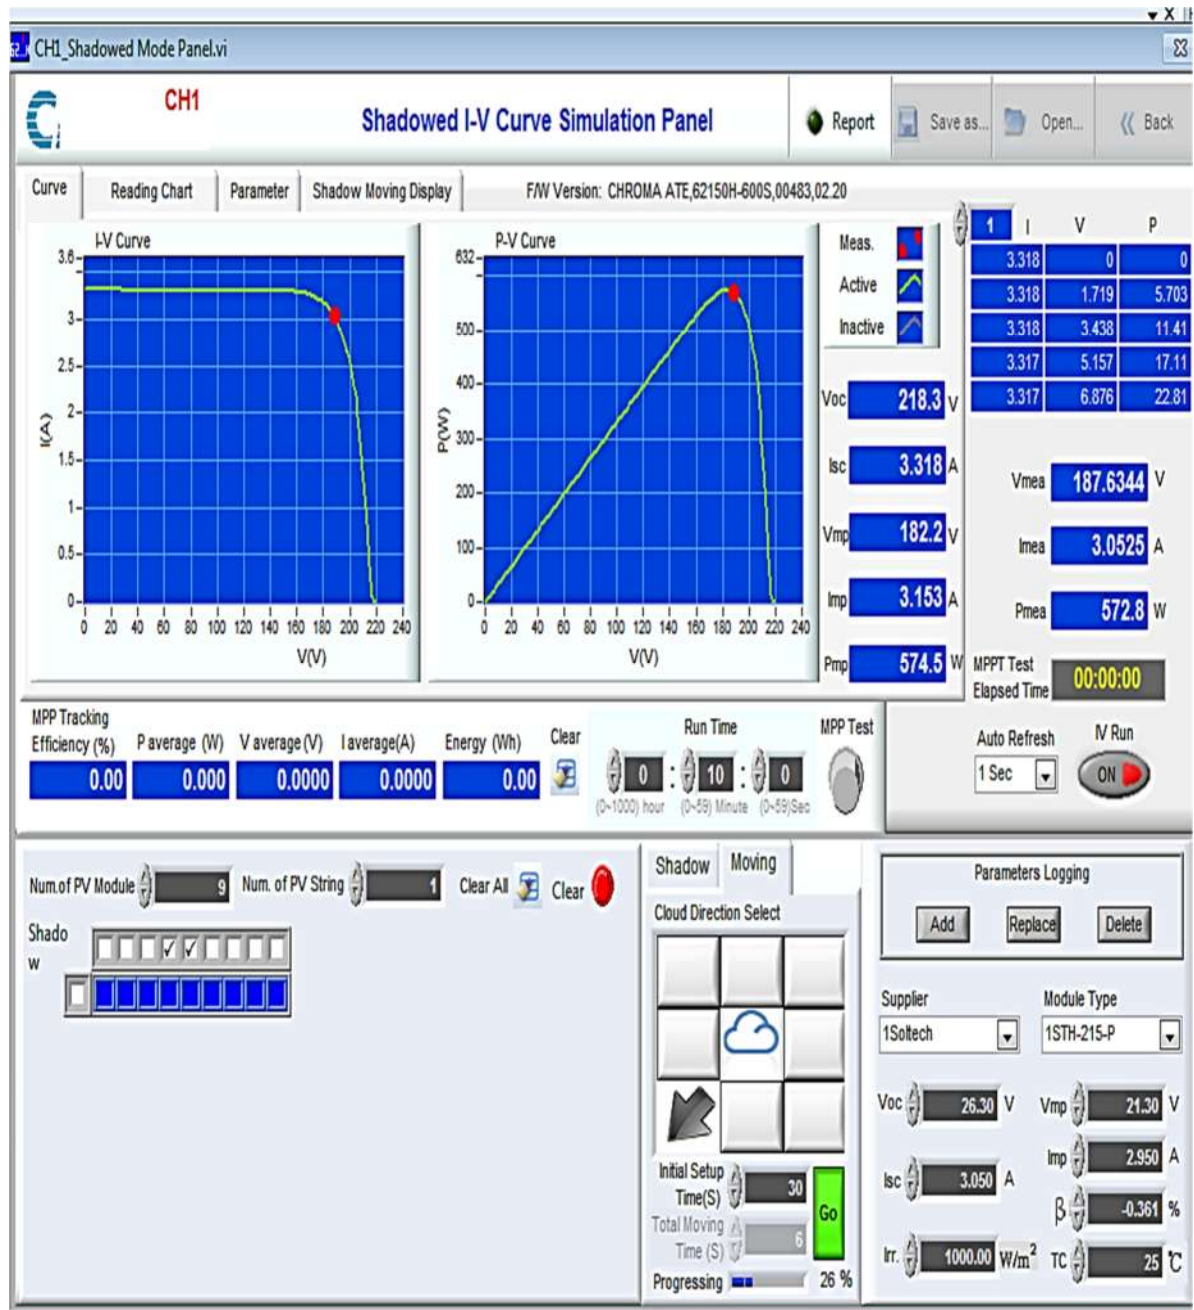 CH1_Shadowed Mode Panel.vi
CH1
Shadowed I-V Curve Simulation Panel
Report
Save as...
Open...
Back
Curve
Reading Chart
Parameter
Shadow Moving Display
F/W Version: CHROMA ATE,62150H-600S,00483,02.20
I-V Curve
3.6
3
2.5
2
1.5
1
0.5
0
I(A)
0 20 40 60 80 100 120 140 160 180 200 220 240
V(V)
P-V Curve
632
500
400
300
200
100
0
P(W)
0 20 40 60 80 100 120 140 160 180 200 220 240
V(V)
Meas.
Active
Inactive
Voc 218.3 V
Isc 3.318 A
Vmp 182.2 V
Imp 3.153 A
Pmp 574.5 W
1 I V P
3.318 0 0
3.318 1.719 5.703
3.318 3.438 11.41
3.317 5.157 17.11
3.317 6.876 22.81
Vmea 187.6344 V
Imea 3.0525 A
Pmea 572.8 W
MPPT Test
Elapsed Time 00:00:00
MPP Tracking
Efficiency (%) P average (W) V average (V) I average(A) Energy (Wh) Clear
0.00 0.000 0.0000 0.0000 0.00
Run Time
0 : 10 : 0
(0~1000) hour (0~59) Minute (0~59)Sec
MPP Test
Auto Refresh
1 Sec
IV Run
ON
Num.of PV Module 9 Num. of PV String 1 Clear All Clear
Shado
w
Shadow Moving
Cloud Direction Select
Initial Setup
Time(S) 30
Total Moving
Time (S) 6
Go
Progressing 26 %
Parameters Logging
Add Replace Delete
Supplier Module Type
1Soltech 1STH-215-P
Voc 26.30 V Vmp 21.30 V
Isc 3.050 A Imp 2.950 A
β -0.361 %
Irr. 1000.00 W/m² TC 25 ℃